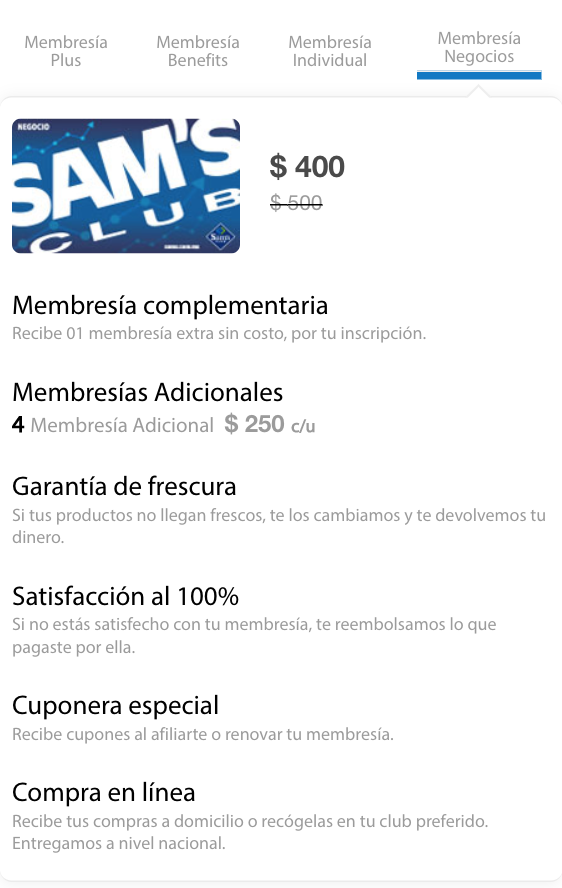 Membresía
Plus
Membresía
Benefits
Membresía
Individual
Membresía
Negocios
NEGOCIO
SAM'S
CLUB
Sam's
$ 400
$ 500
Membresía complementaria
Recibe 01 membresía extra sin costo, por tu inscripción.
Membresías Adicionales
4 Membresía Adicional $ 250 c/u
Garantía de frescura
Si tus productos no llegan frescos, te los cambiamos y te devolvemos tu
dinero.
Satisfacción al 100%
Si no estás satisfecho con tu membresía, te reembolsamos lo que
pagaste por ella.
Cuponera especial
Recibe cupones al afiliarte o renovar tu membresía.
Compra en línea
Recibe tus compras a domicilio o recógelas en tu club preferido.
Entregamos a nivel nacional.